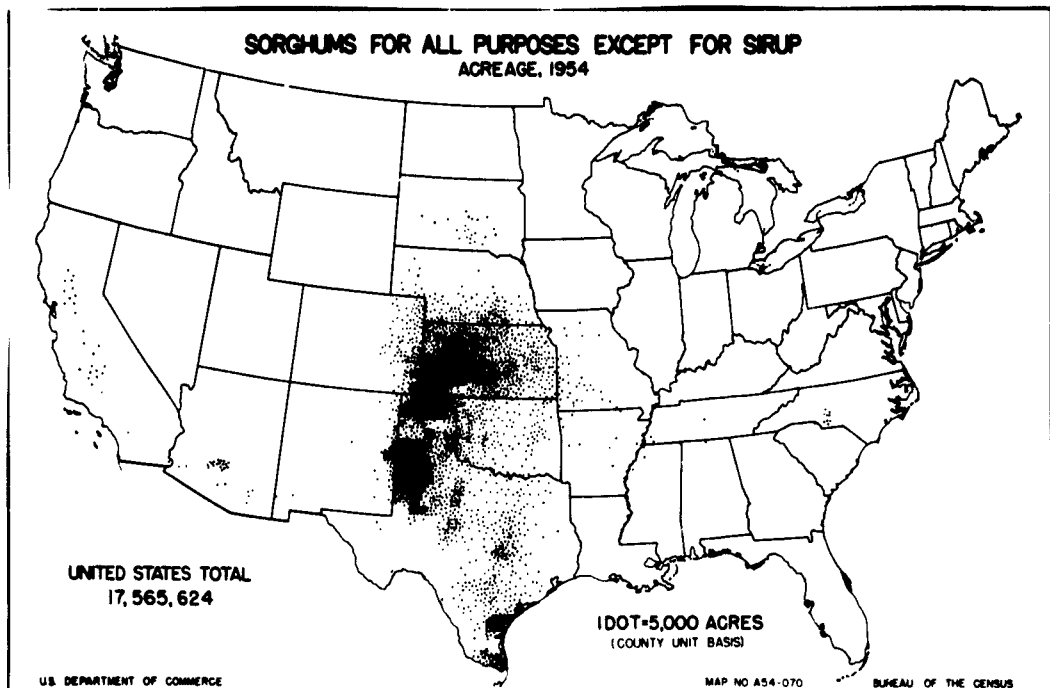 SORGHUMS FOR ALL PURPOSES EXCEPT FOR SIRUP
ACREAGE, 1954
UNITED STATES TOTAL
17,565,624
1 DOT=5,000 ACRES
(COUNTY UNIT BASIS)
U.S. DEPARTMENT OF COMMERCE
MAP NO A54-070
BUREAU OF THE CENSUS